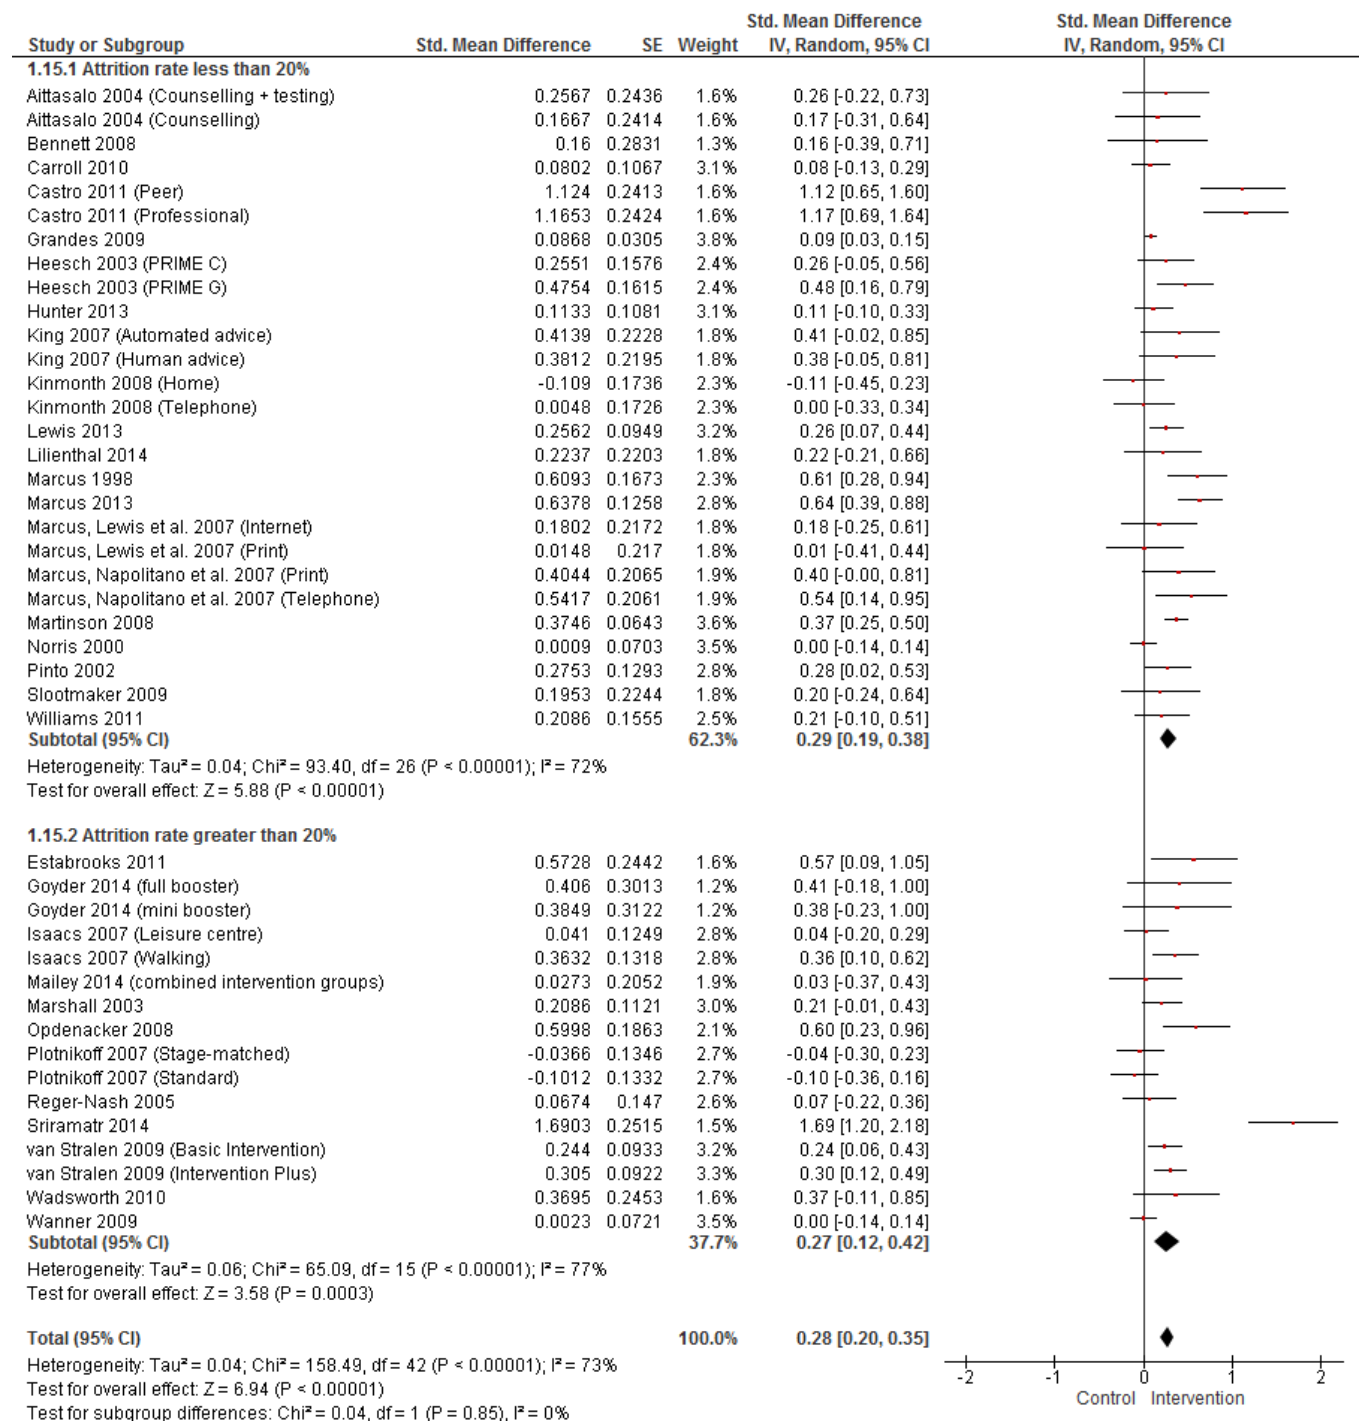 Std. Mean Difference Std. Mean Difference
Study or Subgroup Std. Mean Difference SE Weight IV, Random, 95% CI IV, Random, 95% CI
1.15.1 Attrition rate less than 20%
Aittasalo 2004 (Counselling + testing) 0.2567 0.2436 1.6% 0.26 [-0.22, 0.73]
Aittasalo 2004 (Counselling) 0.1667 0.2414 1.6% 0.17 [-0.31, 0.64]
Bennett 2008 0.16 0.2831 1.3% 0.16 [-0.39, 0.71]
Carroll 2010 0.0802 0.1067 3.1% 0.08 [-0.13, 0.29]
Castro 2011 (Peer) 1.124 0.2413 1.6% 1.12 [0.65, 1.60]
Castro 2011 (Professional) 1.1653 0.2424 1.6% 1.17 [0.69, 1.64]
Grandes 2009 0.0868 0.0305 3.8% 0.09 [0.03, 0.15]
Heesch 2003 (PRIME C) 0.2551 0.1576 2.4% 0.26 [-0.05, 0.56]
Heesch 2003 (PRIME G) 0.4754 0.1615 2.4% 0.48 [0.16, 0.79]
Hunter 2013 0.1133 0.1081 3.1% 0.11 [-0.10, 0.33]
King 2007 (Automated advice) 0.4139 0.2228 1.8% 0.41 [-0.02, 0.85]
King 2007 (Human advice) 0.3812 0.2195 1.8% 0.38 [-0.05, 0.81]
Kinmonth 2008 (Home) -0.109 0.1736 2.3% -0.11 [-0.45, 0.23]
Kinmonth 2008 (Telephone) 0.0048 0.1726 2.3% 0.00 [-0.33, 0.34]
Lewis 2013 0.2562 0.0949 3.2% 0.26 [0.07, 0.44]
Lilienthal 2014 0.2237 0.2203 1.8% 0.22 [-0.21, 0.66]
Marcus 1998 0.6093 0.1673 2.3% 0.61 [0.28, 0.94]
Marcus 2013 0.6378 0.1258 2.8% 0.64 [0.39, 0.88]
Marcus, Lewis et al. 2007 (Internet) 0.1802 0.2172 1.8% 0.18 [-0.25, 0.61]
Marcus, Lewis et al. 2007 (Print) 0.0148 0.217 1.8% 0.01 [-0.41, 0.44]
Marcus, Napolitano et al. 2007 (Print) 0.4044 0.2065 1.9% 0.40 [-0.00, 0.81]
Marcus, Napolitano et al. 2007 (Telephone) 0.5417 0.2061 1.9% 0.54 [0.14, 0.95]
Martinson 2008 0.3746 0.0643 3.6% 0.37 [0.25, 0.50]
Norris 2000 0.0009 0.0703 3.5% 0.00 [-0.14, 0.14]
Pinto 2002 0.2753 0.1293 2.8% 0.28 [0.02, 0.53]
Slootmaker 2009 0.1953 0.2244 1.8% 0.20 [-0.24, 0.64]
Williams 2011 0.2086 0.1555 2.5% 0.21 [-0.10, 0.51]
Subtotal (95% CI) 62.3% 0.29 [0.19, 0.38]
Heterogeneity: Tau² = 0.04; Chi² = 93.40, df = 26 (P < 0.00001); I² = 72%
Test for overall effect: Z = 5.88 (P < 0.00001)
1.15.2 Attrition rate greater than 20%
Estabrooks 2011 0.5728 0.2442 1.6% 0.57 [0.09, 1.05]
Goyder 2014 (full booster) 0.406 0.3013 1.2% 0.41 [-0.18, 1.00]
Goyder 2014 (mini booster) 0.3849 0.3122 1.2% 0.38 [-0.23, 1.00]
Isaacs 2007 (Leisure centre) 0.041 0.1249 2.8% 0.04 [-0.20, 0.29]
Isaacs 2007 (Walking) 0.3632 0.1318 2.8% 0.36 [0.10, 0.62]
Mailey 2014 (combined intervention groups) 0.0273 0.2052 1.9% 0.03 [-0.37, 0.43]
Marshall 2003 0.2086 0.1121 3.0% 0.21 [-0.01, 0.43]
Opdenacker 2008 0.5998 0.1863 2.1% 0.60 [0.23, 0.96]
Plotnikoff 2007 (Stage-matched) -0.0366 0.1346 2.7% -0.04 [-0.30, 0.23]
Plotnikoff 2007 (Standard) -0.1012 0.1332 2.7% -0.10 [-0.36, 0.16]
Reger-Nash 2005 0.0674 0.147 2.6% 0.07 [-0.22, 0.36]
Sriramatr 2014 1.6903 0.2515 1.5% 1.69 [1.20, 2.18]
van Stralen 2009 (Basic Intervention) 0.244 0.0933 3.2% 0.24 [0.06, 0.43]
van Stralen 2009 (Intervention Plus) 0.305 0.0922 3.3% 0.30 [0.12, 0.49]
Wadsworth 2010 0.3695 0.2453 1.6% 0.37 [-0.11, 0.85]
Wanner 2009 0.0023 0.0721 3.5% 0.00 [-0.14, 0.14]
Subtotal (95% CI) 37.7% 0.27 [0.12, 0.42]
Heterogeneity: Tau² = 0.06; Chi² = 65.09, df = 15 (P < 0.00001); I² = 77%
Test for overall effect: Z = 3.58 (P = 0.0003)
Total (95% CI) 100.0% 0.28 [0.20, 0.35]
Heterogeneity: Tau² = 0.04; Chi² = 158.49, df = 42 (P < 0.00001); I² = 73%
-2 -1 0 1 2
Test for overall effect: Z = 6.94 (P < 0.00001)
Control Intervention
Test for subgroup differences: Chi² = 0.04, df = 1 (P = 0.85), I² = 0%